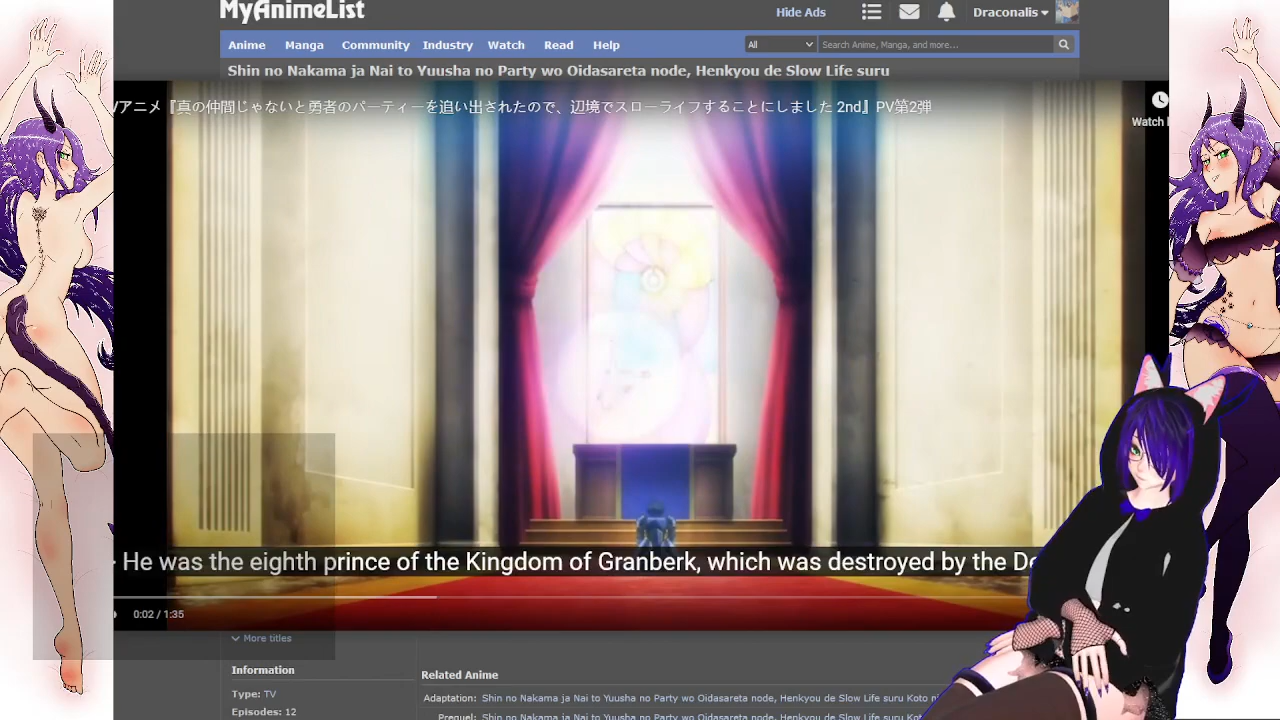 MyAnimeList
Hide Ads Draconalis
Anime Manga Community Industry Watch Read Help All Search Anime, Manga, and more...
Shin no Nakama ja Nai to Yuusha no Party wo Oidasareta node, Henkyou de Slow Life suru
Vアニメ『真の仲間じゃないと勇者のパーティーを追い出されたので、辺境でスローライフすることにしました 2nd』PV第2弾
Watch
- He was the eighth prince of the Kingdom of Granberk, which was destroyed by the De
0:02 / 1:35
More titles
Information
Type: TV
Episodes: 12
Related Anime
Adaptation: Shin no Nakama ja Nai to Yuusha no Party wo Oidasareta node, Henkyou de Slow Life suru Koto ni
Prequel: Shin no Nakama ja Nai to Yuusha no Party wo Oidasareta node, Henkyou de Slow Life suru